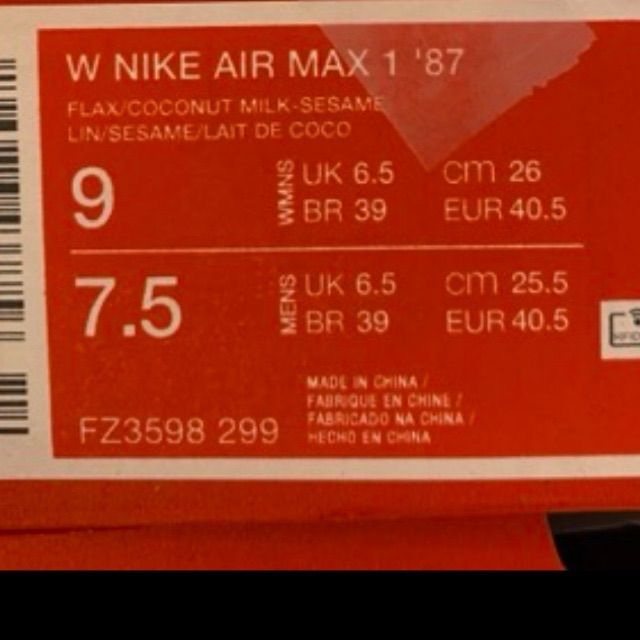 W NIKE AIR MAX 1 '87
FLAX/COCONUT MILK-SESAME
LIN/SESAME/LAIT DE COCO
9
WMNS
UK 6.5 cm 26
BR 39 EUR 40.5
7.5
MENS
UK 6.5 cm 25.5
BR 39 EUR 40.5
MADE IN CHINA /
FABRIQUE EN CHINE /
FABRICADO NA CHINA /
HECHO EN CHINA
FZ3598 299